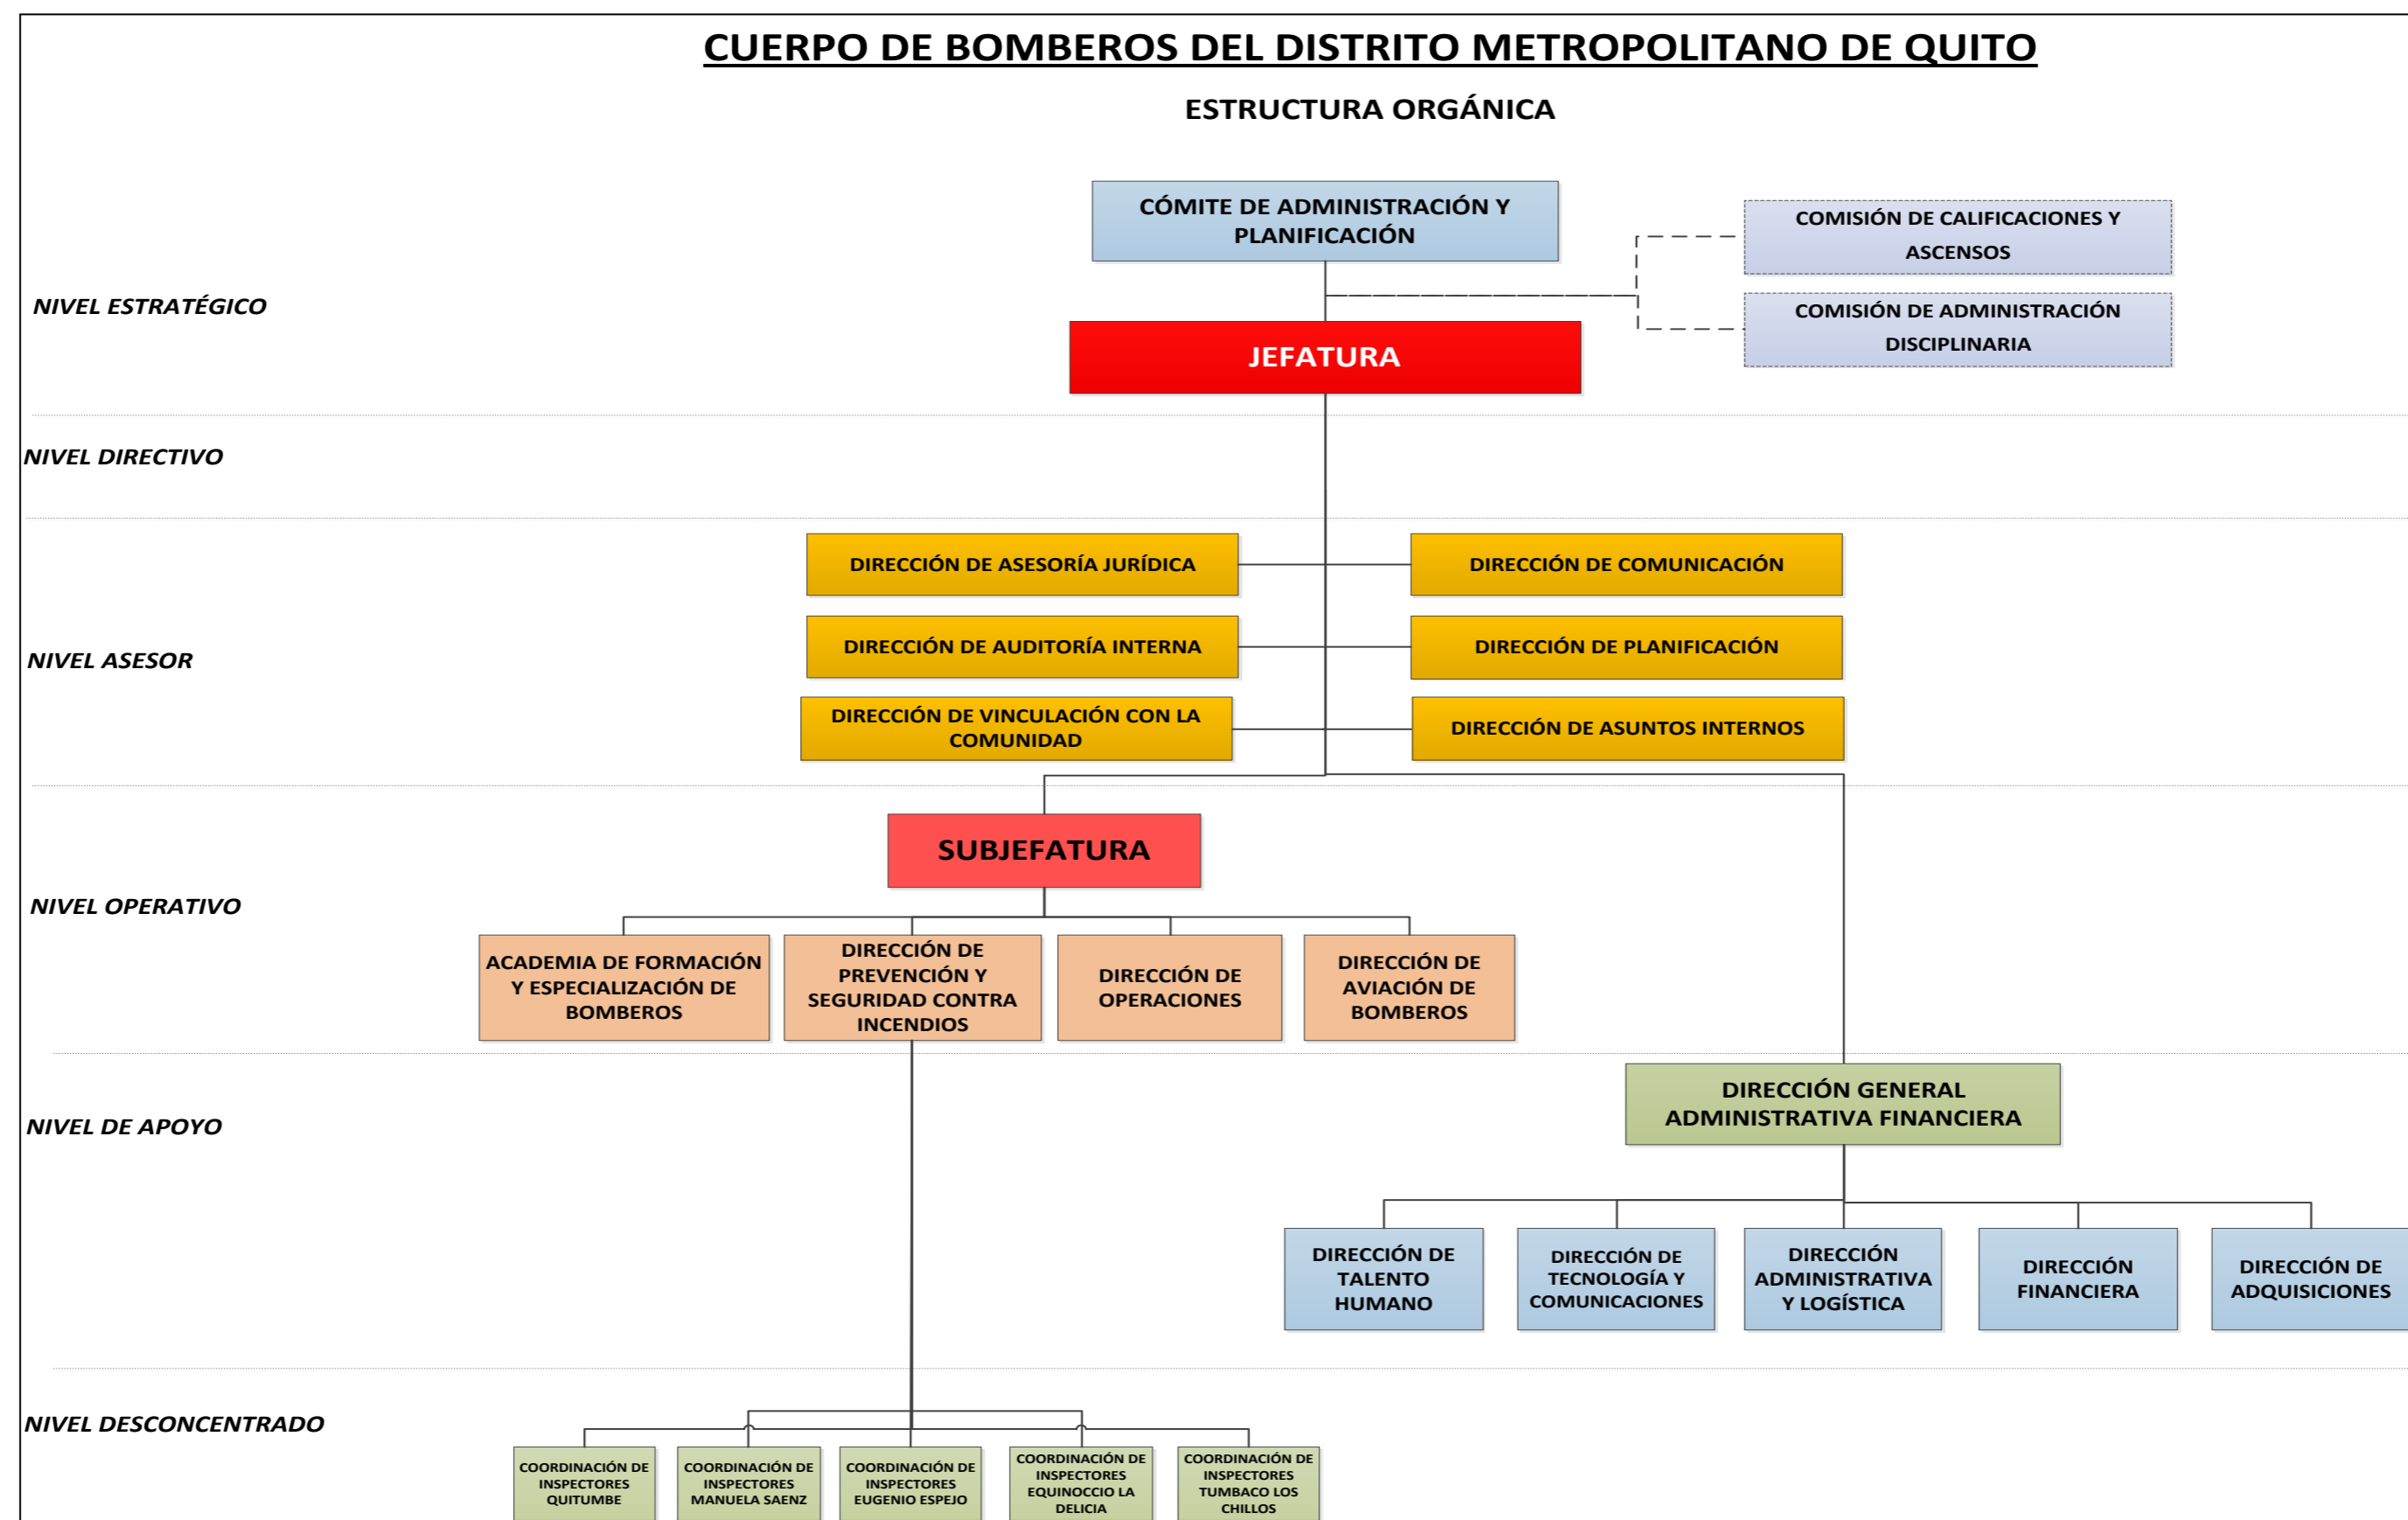 CUERPO DE BOMBEROS DEL DISTRITO METROPOLITANO DE QUITO
ESTRUCTURA ORGÁNICA
CÓMITE DE ADMINISTRACIÓN Y
PLANIFICACIÓN
COMISIÓN DE CALIFICACIONES Y
ASCENSOS
NIVEL ESTRATÉGICO
COMISIÓN DE ADMINISTRACIÓN
DISCIPLINARIA
JEFATURA
NIVEL DIRECTIVO
DIRECCIÓN DE ASESORÍA JURÍDICA
DIRECCIÓN DE COMUNICACIÓN
DIRECCIÓN DE AUDITORÍA INTERNA
DIRECCIÓN DE PLANIFICACIÓN
NIVEL ASESOR
DIRECCIÓN DE VINCULACIÓN CON LA
COMUNIDAD
DIRECCIÓN DE ASUNTOS INTERNOS
SUBJEFATURA
NIVEL OPERATIVO
ACADEMIA DE FORMACIÓN
Y ESPECIALIZACIÓN DE
BOMBEROS
DIRECCIÓN DE
PREVENCIÓN Y
SEGURIDAD CONTRA
INCENDIOS
DIRECCIÓN DE
OPERACIONES
DIRECCIÓN DE
AVIACIÓN DE
BOMBEROS
DIRECCIÓN GENERAL
ADMINISTRATIVA FINANCIERA
NIVEL DE APOYO
DIRECCIÓN DE
TALENTO
HUMANO
DIRECCIÓN DE
TECNOLOGÍA Y
COMUNICACIONES
DIRECCIÓN
ADMINISTRATIVA
Y LOGÍSTICA
DIRECCIÓN
FINANCIERA
DIRECCIÓN DE
ADQUISICIONES
NIVEL DESCONCENTRADO
COORDINACIÓN DE
INSPECTORES
QUITUMBE
COORDINACIÓN DE
INSPECTORES
MANUELA SAENZ
COORDINACIÓN DE
INSPECTORES
EUGENIO ESPEJO
COORDINACIÓN DE
INSPECTORES
EQUINOCCIO LA
DELICIA
COORDINACIÓN DE
INSPECTORES
TUMBACO LOS
CHILLOS